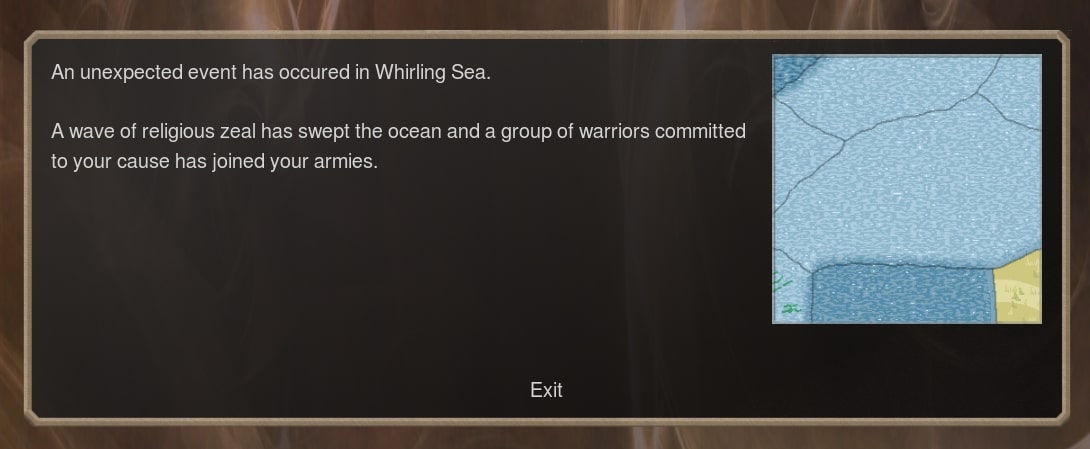 An unexpected event has occured in Whirling Sea.
A wave of religious zeal has swept the ocean and a group of warriors committed
to your cause has joined your armies.
Exit